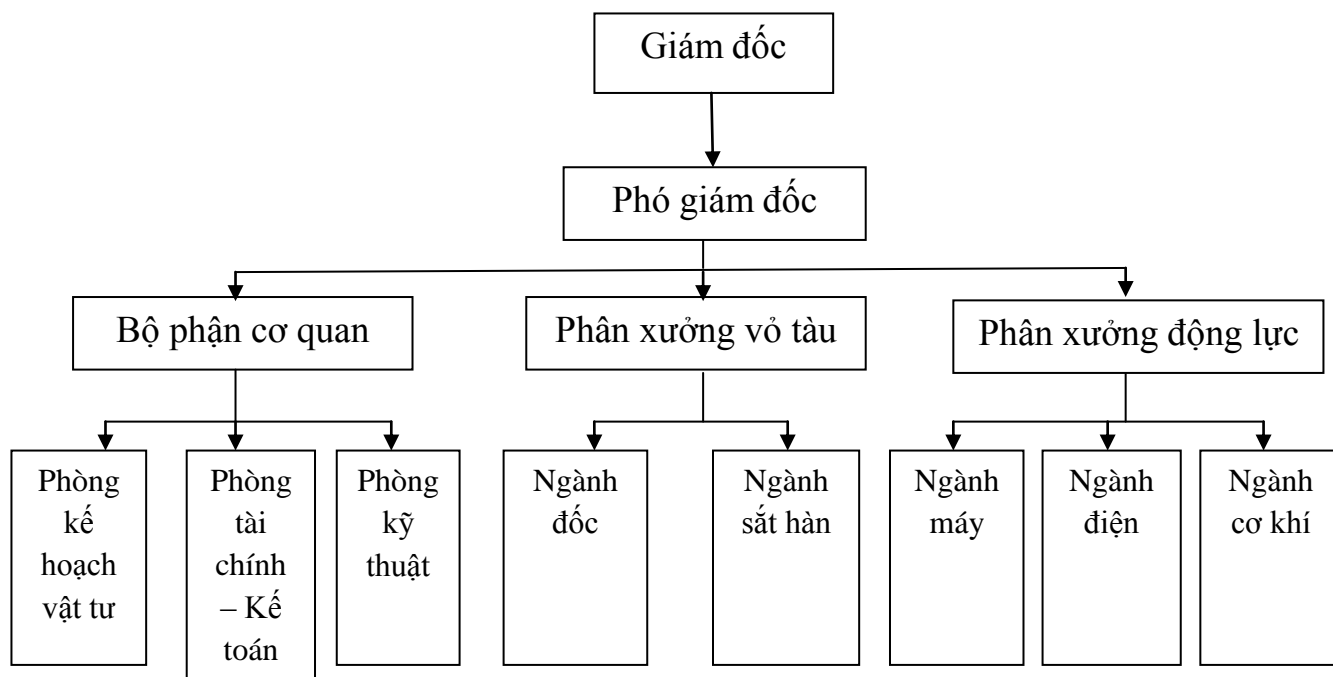 Giám đốc
Phó giám đốc
Bộ phận cơ quan
Phân xưởng vỏ tàu
Phân xưởng động lực
Phòng
kế
hoạch
vật tư
Phòng
tài
chính
– Kế
toán
Phòng
kỹ
thuật
Ngành
đốc
Ngành
sắt hàn
Ngành
máy
Ngành
điện
Ngành
cơ khí